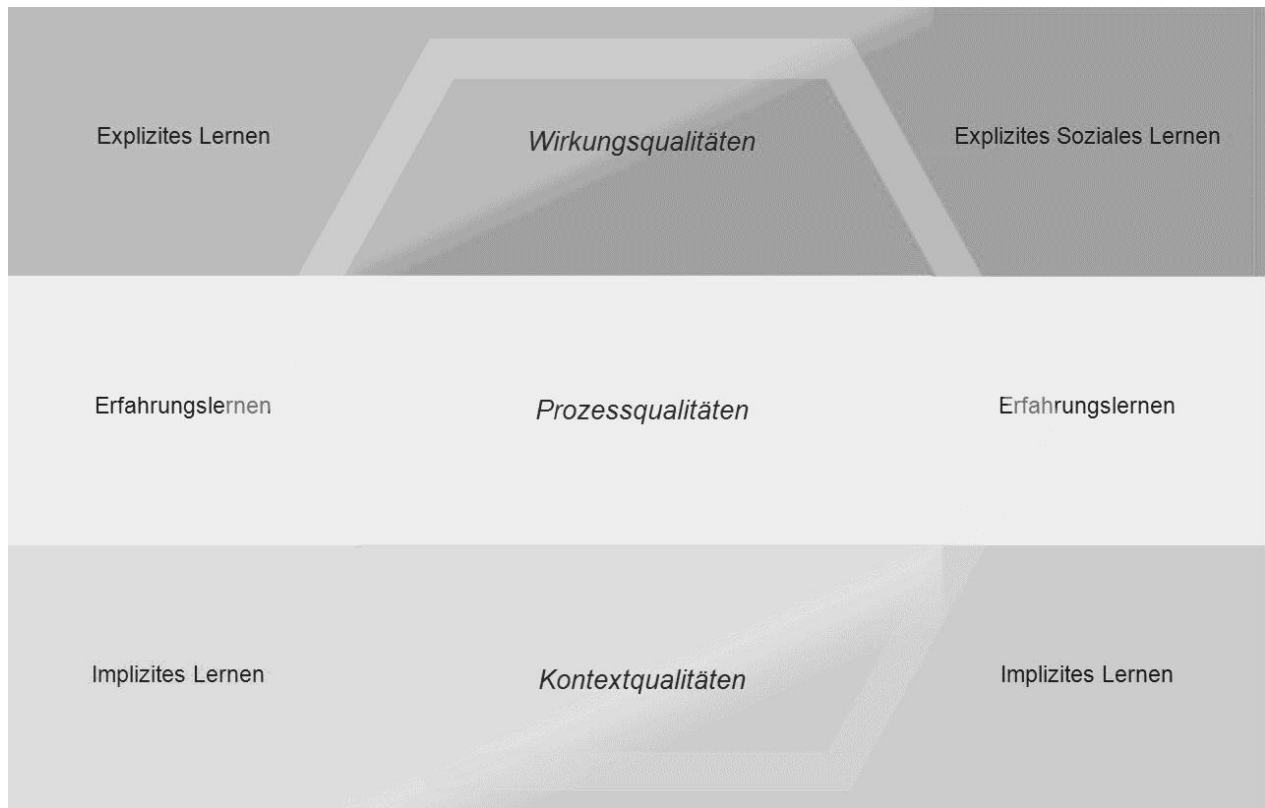 Explizites Lernen
Wirkungsqualitäten
Explizites Soziales Lernen
Erfahrungslernen
Prozessqualitäten
Erfahrungslernen
Implizites Lernen
Kontextqualitäten
Implizites Lernen